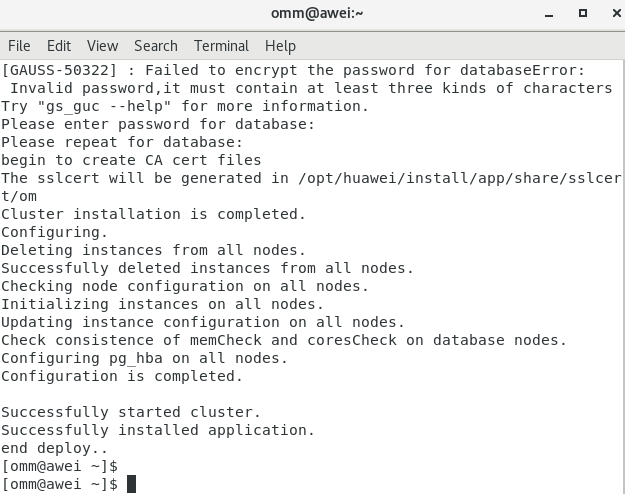 omm@awei:~
File Edit View Search Terminal Help
[GAUSS-50322] : Failed to encrypt the password for databaseError:
 Invalid password,it must contain at least three kinds of characters
Try "gs_guc --help" for more information.
Please enter password for database:
Please repeat for database:
begin to create CA cert files
The sslcert will be generated in /opt/huawei/install/app/share/sslcer
t/om
Cluster installation is completed.
Configuring.
Deleting instances from all nodes.
Successfully deleted instances from all nodes.
Checking node configuration on all nodes.
Initializing instances on all nodes.
Updating instance configuration on all nodes.
Check consistence of memCheck and coresCheck on database nodes.
Configuring pg_hba on all nodes.
Configuration is completed.
Successfully started cluster.
Successfully installed application.
end deploy..
[omm@awei ~]$
[omm@awei ~]$